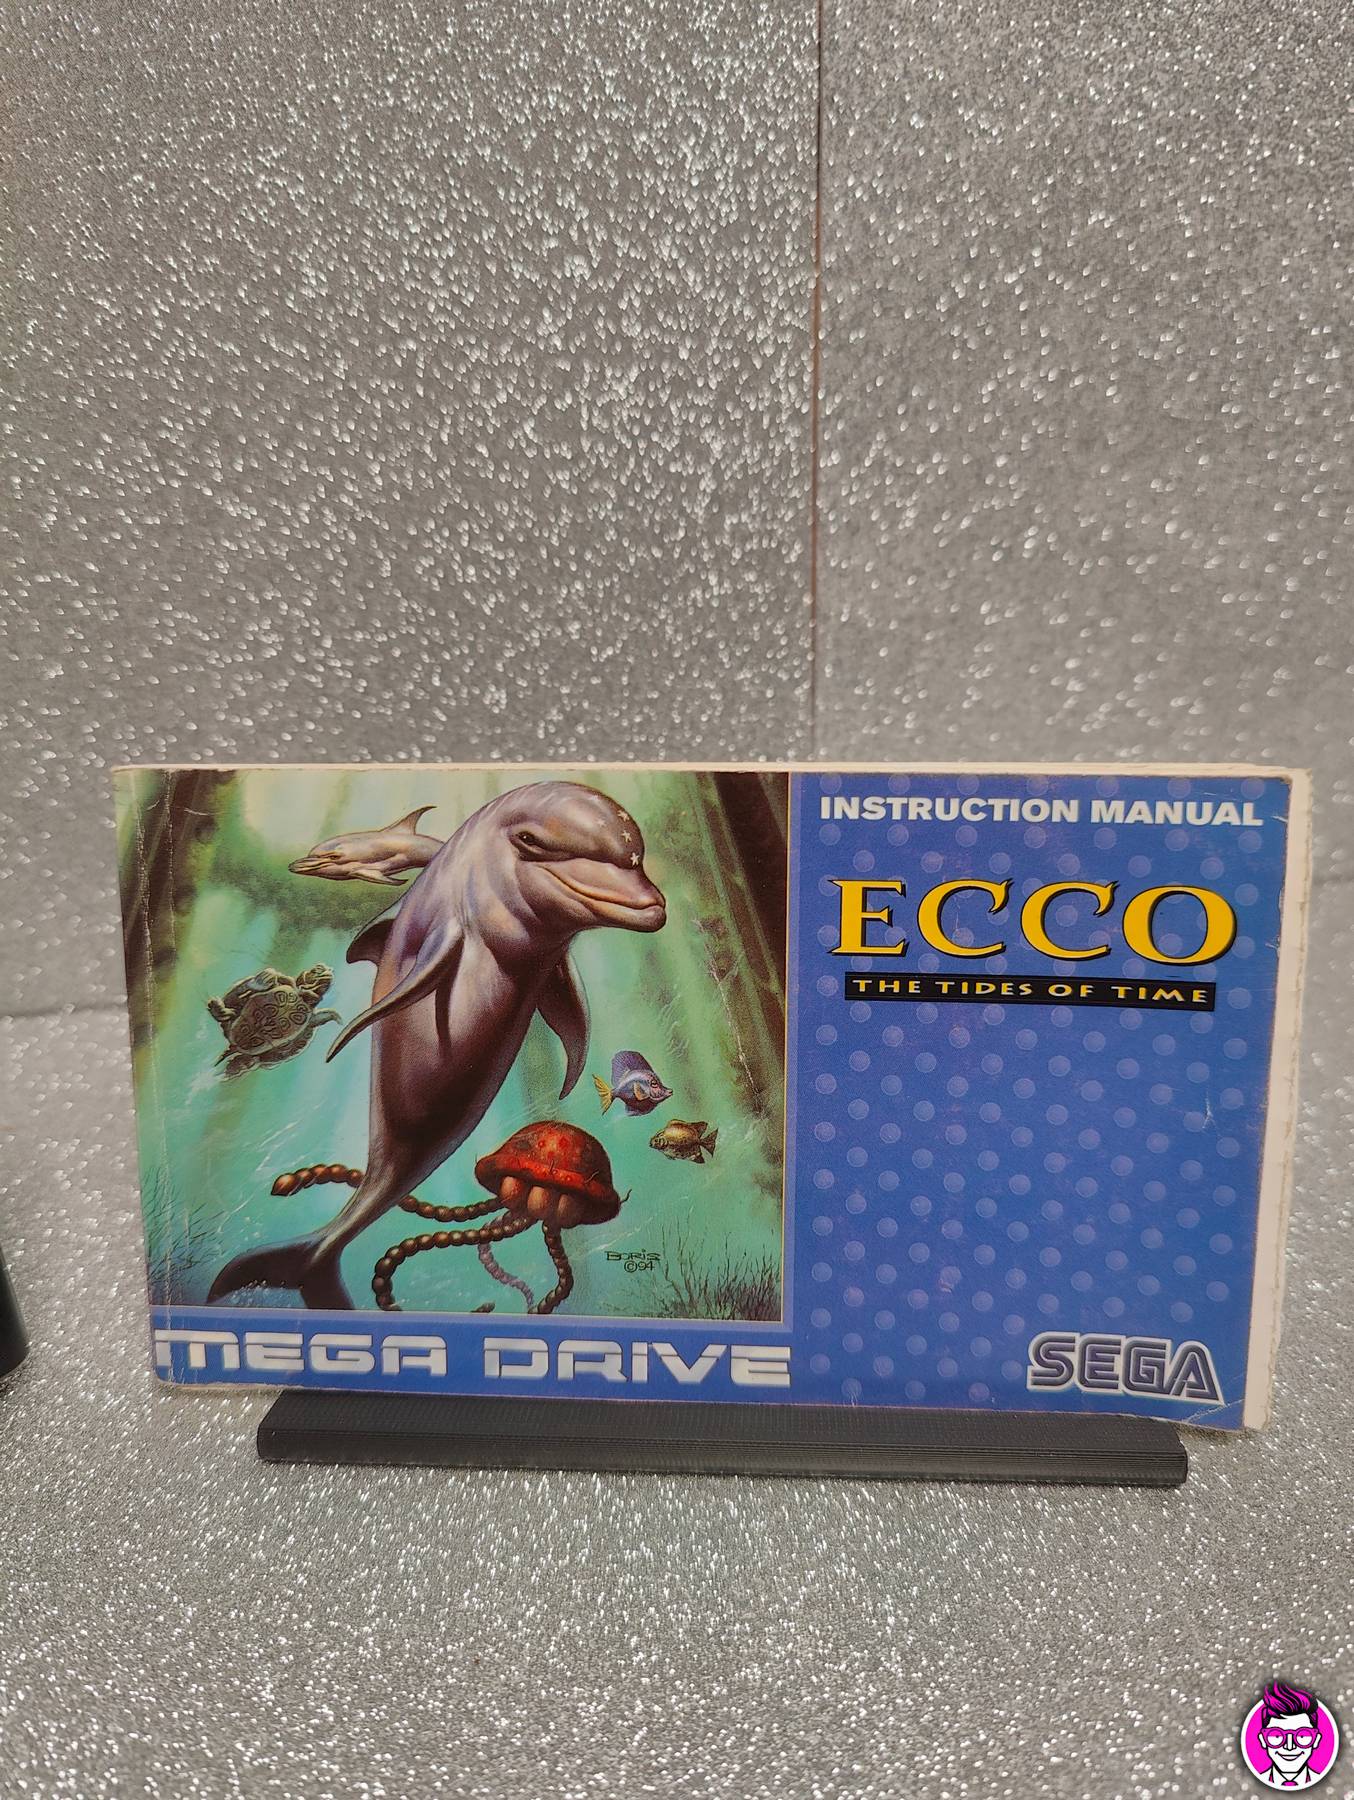 INSTRUCTION MANUAL
ECCO
THE TIDES OF TIME
BORIS
©94
MEGA DRIVE
SEGA